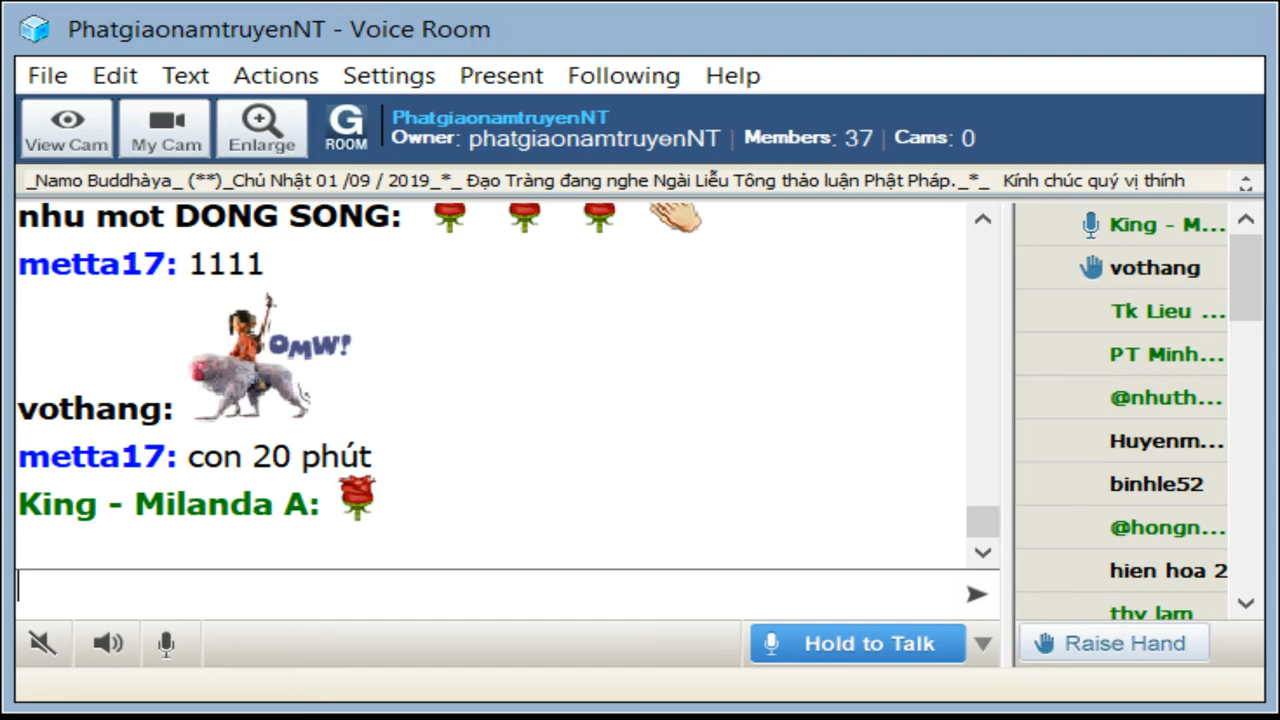 PhatgiaonamtruyenNT - Voice Room
File Edit Text Actions Settings Present Following Help
View Cam My Cam Enlarge G ROOM
PhatgiaonamtruyenNT
Owner: phatgiaonamtruyenNT | Members: 37 | Cams: 0
_Namo Buddhàya_ (**)_Chủ Nhật 01 /09 / 2019_*_ Đạo Tràng đang nghe Ngài Liễu Tông thảo luận Phật Pháp._*_ Kính chúc quý vị thính
nhu mot DONG SONG:
metta17: 1111
OMW!
vothang:
metta17: con 20 phút
King - Milanda A:
King - M...
vothang
Tk Lieu ...
PT Minh...
@nhuth...
Huyenm...
binhle52
@hongn...
hien hoa 2
thy lam
Hold to Talk
Raise Hand